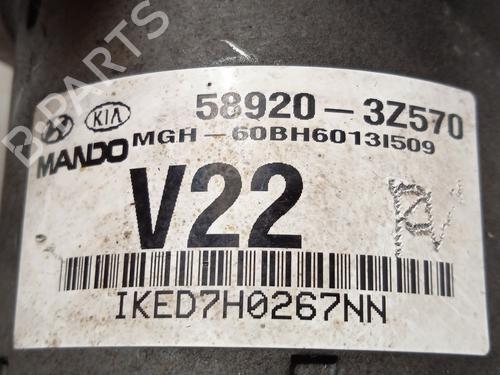 58920-3Z570
KIA
MANDO
MGH-60BH6013I509
V22
IKED7H0267NN
B-PARTS